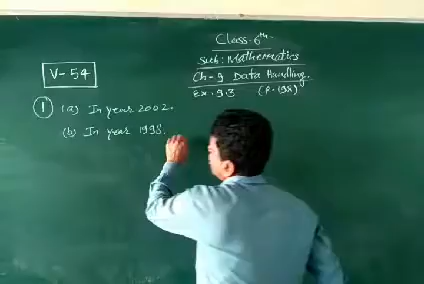 Class-6th
Sub: Mathematics
Ch-9 Data Handling.
Ex. 9.3 (P.198)
V-54
① (a) In year 2002.
(b) In year 1998.